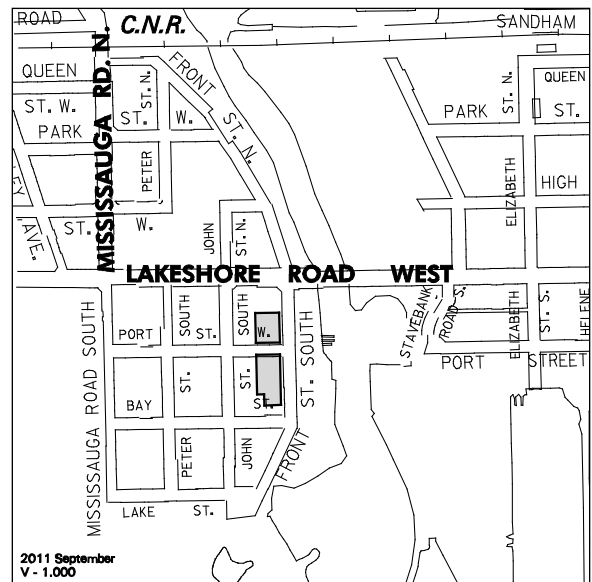 ROAD
C.N.R.
SANDHAM
QUEEN
ST. W.
PARK
MISSISSAUGA RD. N.
ST. N.
ST. W.
PETER
FRONT ST. N.
PARK ST.
ST. N.
QUEEN
ELIZABETH
HIGH
AVE.
ST. W.
JOHN
ST. N.
LAKESHORE ROAD WEST
MISSISSAUGA ROAD SOUTH
PORT ST. W.
SOUTH
SOUTH
ST. SOUTH
STAVEBANK
ROAD S.
ELIZABETH
ST. S.
HELENE
PORT STREET
BAY
ST.
ST.
ST.
PETER
JOHN
FRONT
LAKE ST.
2011 September
V - 1.000